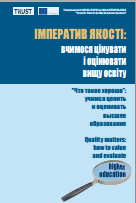 TRUST
ІМПЕРАТИВ ЯКОСТІ:
вчимося цінувати
і оцінювати
вищу освіту
"Что такое хорошо":
учимся ценить
и оценивать
высшее
образование
Quality matters:
how to value
and evaluate
higher
education